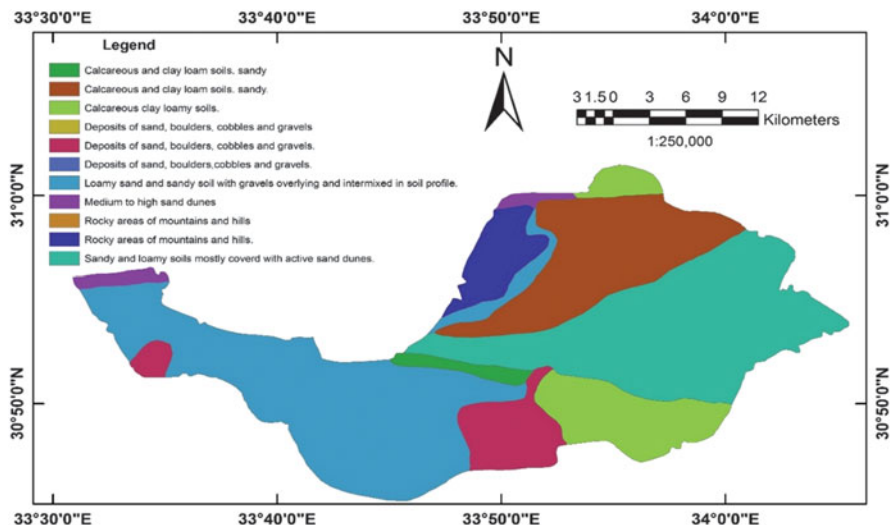 33°30'0"E 33°40'0"E 33°50'0"E 34°0'0"E
Legend
Calcareous and clay loam soils. sandy
Calcareous and clay loam soils. sandy.
Calcareous clay loamy soils.
Deposits of sand, boulders, cobbles and gravels
Deposits of sand, boulders, cobbles and gravels.
Deposits of sand, boulders,cobbles and gravels.
Loamy sand and sandy soil with gravels overlying and intermixed in soil profile.
Medium to high sand dunes
Rocky areas of mountains and hills
Rocky areas of mountains and hills.
Sandy and loamy soils mostly coverd with active sand dunes.
N
3 1.5 0 3 6 9 12
Kilometers
1:250,000
31°0'0"N
31°0'0"N
30°50'0"N
30°50'0"N
33°30'0"E 33°40'0"E 33°50'0"E 34°0'0"E